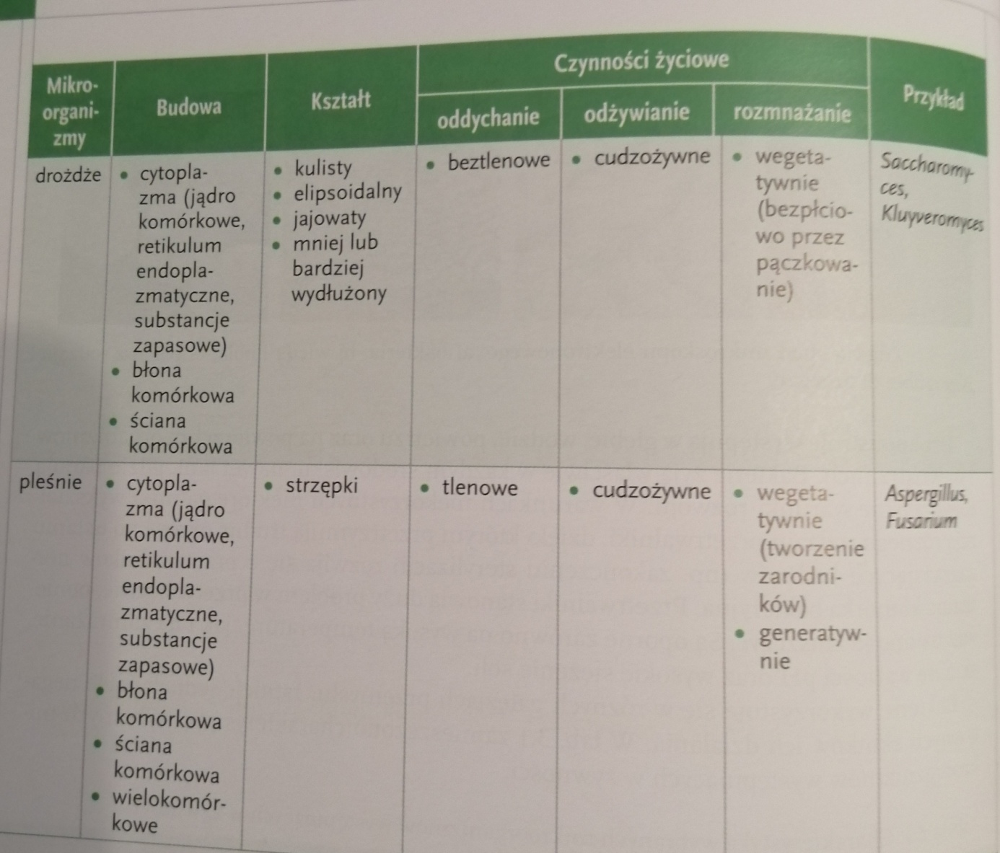 Mikro-
organi-
zmy
Budowa
Kształt
Czynności życiowe
oddychanie
odżywianie
rozmnażanie
Przykład
drożdże
• cytopla-
zma (jądro
komórkowe,
retikulum
endopla-
zmatyczne,
substancje
zapasowe)
• błona
komórkowa
• ściana
komórkowa
• kulisty
• elipsoidalny
• jajowaty
• mniej lub
bardziej
wydłużony
• beztlenowe
• cudzożywne
• wegeta-
tywnie
(bezpłcio-
wo przez
pączkowa-
nie)
Saccharomy-
ces,
Kluyveromyces
pleśnie
• cytopla-
zma (jądro
komórkowe,
retikulum
endopla-
zmatyczne,
substancje
zapasowe)
• błona
komórkowa
• ściana
komórkowa
• wielokomór-
kowe
• strzępki
• tlenowe
• cudzożywne
• wegeta-
tywnie
(tworzenie
zarodni-
ków)
• generatyw-
nie
Aspergillus,
Fusarium